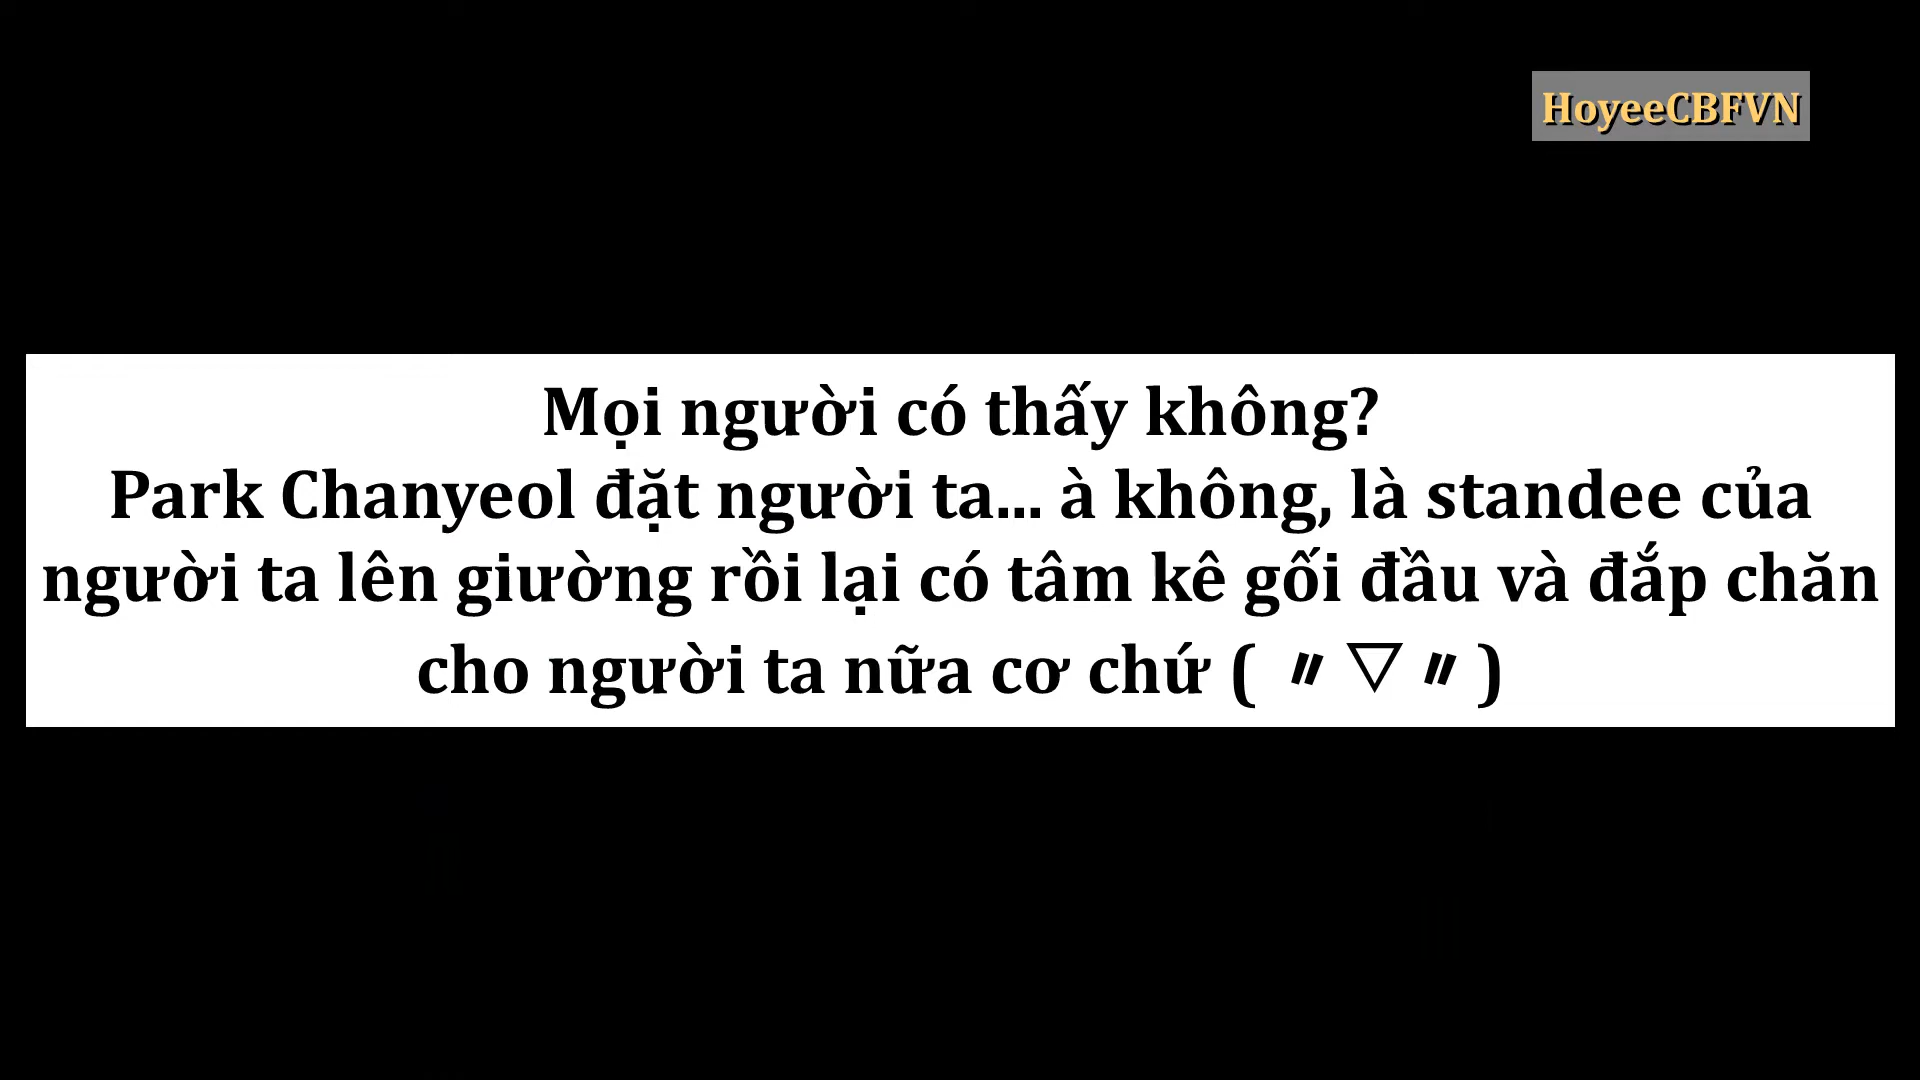 HoyeeCBFVN
Mọi người có thấy không?
Park Chanyeol đặt người ta... à không, là standee của
người ta lên giường rồi lại có tâm kê gối đầu và đắp chăn
cho người ta nữa cơ chứ (〃▽〃)